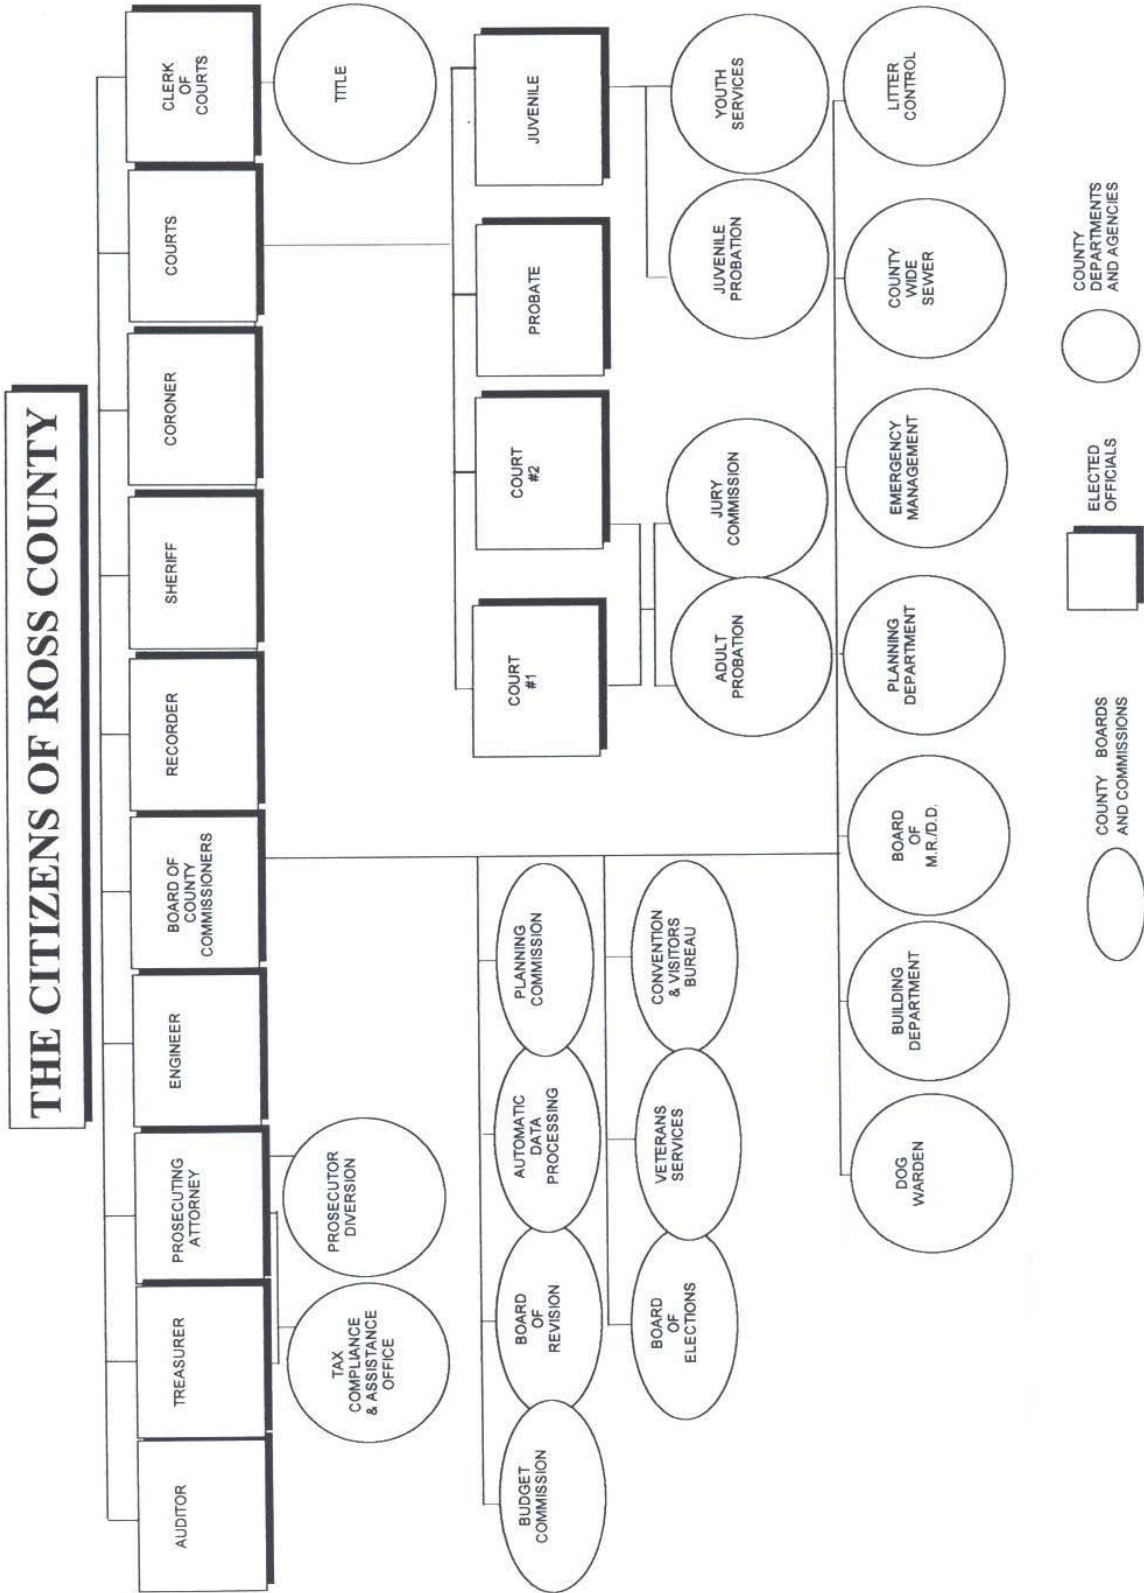 THE CITIZENS OF ROSS COUNTY
AUDITOR
TREASURER
PROSECUTING
ATTORNEY
ENGINEER
BOARD OF
COUNTY
COMMISSIONERS
RECORDER
SHERIFF
CORONER
COURTS
CLERK
OF
COURTS
TAX
COMPLIANCE
& ASSISTANCE
OFFICE
PROSECUTOR
DIVERSION
TITLE
BUDGET
COMMISSION
BOARD
OF
REVISION
AUTOMATIC
DATA
PROCESSING
PLANNING
COMMISSION
COURT
#1
COURT
#2
PROBATE
JUVENILE
BOARD
OF
ELECTIONS
VETERANS
SERVICES
CONVENTION
& VISITORS
BUREAU
ADULT
PROBATION
JURY
COMMISSION
JUVENILE
PROBATION
YOUTH
SERVICES
DOG
WARDEN
BUILDING
DEPARTMENT
BOARD
OF
M.R./D.D.
PLANNING
DEPARTMENT
EMERGENCY
MANAGEMENT
COUNTY
WIDE
SEWER
LITTER
CONTROL
COUNTY BOARDS
AND COMMISSIONS
ELECTED
OFFICIALS
COUNTY
DEPARTMENTS
AND AGENCIES